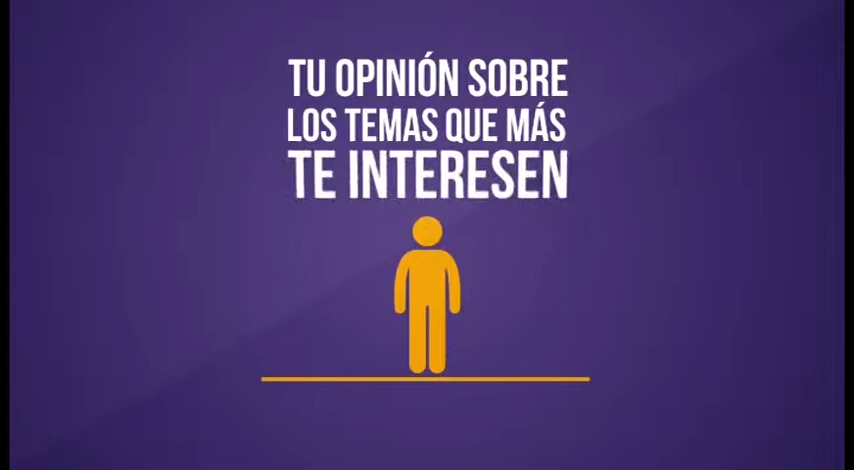 TU OPINIÓN SOBRE
LOS TEMAS QUE MÁS
TE INTERESEN